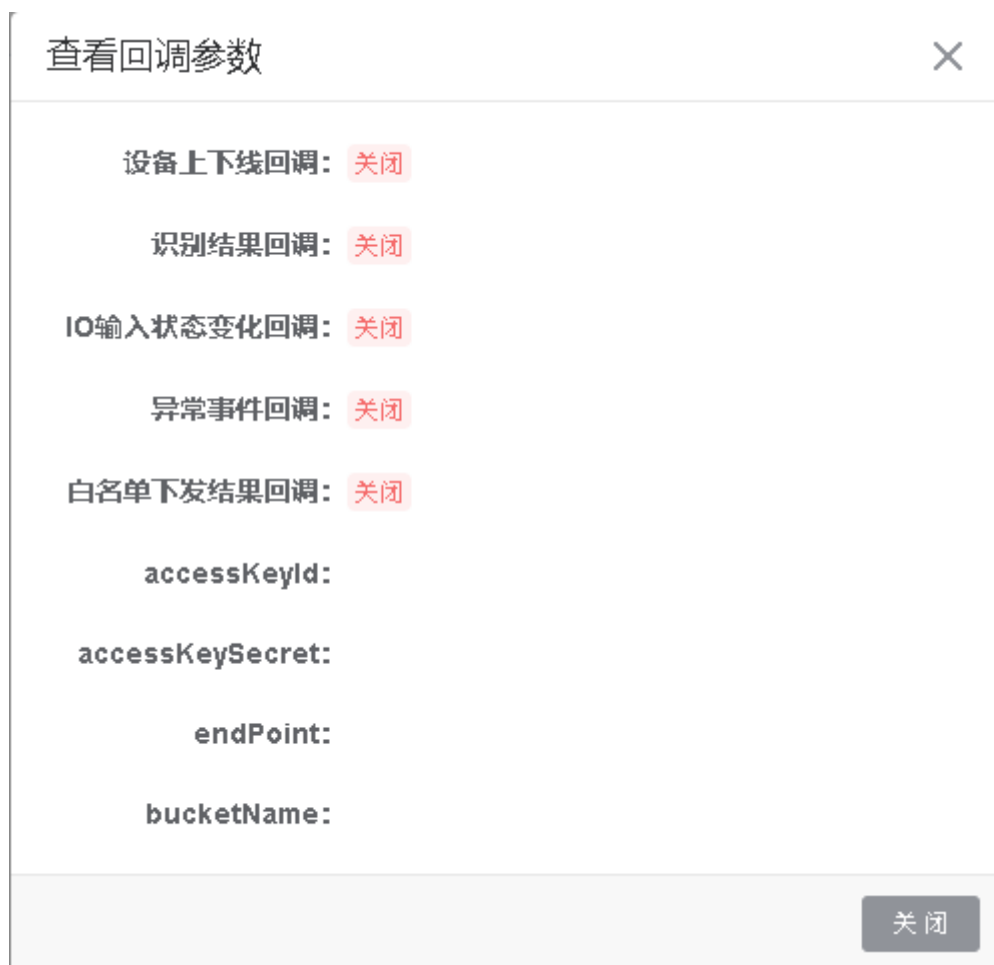 查看回调参数
设备上下线回调: 关闭
识别结果回调: 关闭
IO输入状态变化回调: 关闭
异常事件回调: 关闭
白名单下发结果回调: 关闭
accessKeyId:
accessKeySecret:
endPoint:
bucketName:
关闭